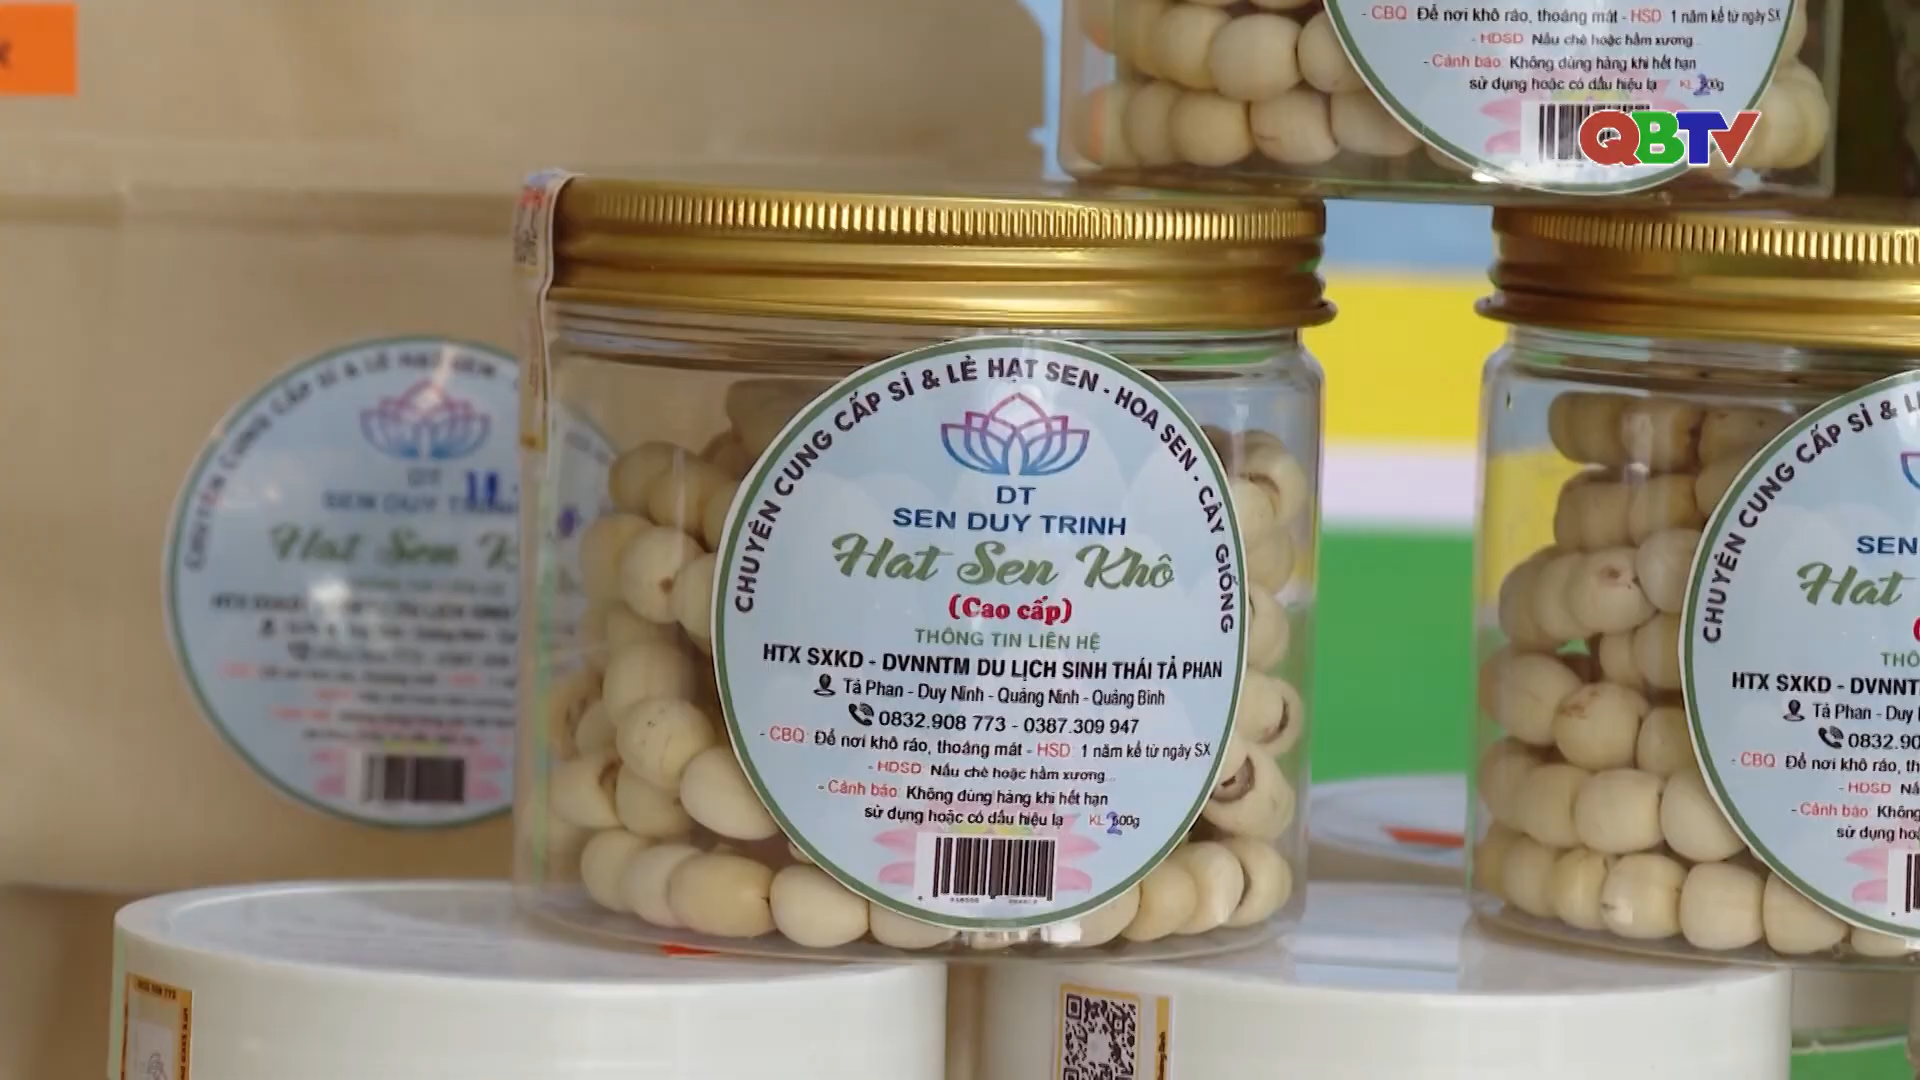 - CBQ: Để nơi khô ráo, thoáng mát - HSD: 1 năm kể từ ngày SX
- HDSD: Nấu chè hoặc hầm xương...
- Cảnh báo: Không dùng hàng khi hết hạn
sử dụng hoặc có dấu hiệu lạ
QBTV
CHUYÊN CUNG CẤP SỈ & LẺ HẠT SEN - HOA SEN - CÂY GIỐNG
DT
SEN DUY TRINH
Hạt Sen Khô
(Cao cấp)
THÔNG TIN LIÊN HỆ
HTX SXKD - DVNNTM DU LỊCH SINH THÁI TẢ PHAN
Tả Phan - Duy Ninh - Quảng Ninh - Quảng Bình
0832.908 773 - 0387.309 947
- CBQ: Để nơi khô ráo, thoáng mát - HSD: 1 năm kể từ ngày SX
- HDSD: Nấu chè hoặc hầm xương...
- Cảnh báo: Không dùng hàng khi hết hạn
sử dụng hoặc có dấu hiệu lạ KL 200g
CHUYÊN CUNG CẤP SỈ &
SEN
Hạt
HTX SXKD - DVNNT
Tả Phan - Duy
0832.90
- CBQ: Để nơi khô ráo, th
- HDSD: Nấ
- Cảnh báo: Không
sử dụng ho
DT
SEN DUY
Hạt Sen